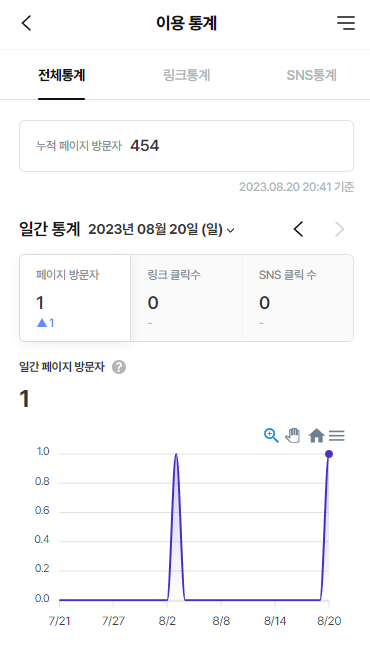 이용 통계
전체통계 링크통계 SNS통계
누적 페이지 방문자 454
2023.08.20 20:41 기준
일간 통계 2023년 08월 20일 (일)
페이지 방문자 링크 클릭수 SNS 클릭 수
1 0 0
▲1 - -
일간 페이지 방문자 ?
1
1.0
0.8
0.6
0.4
0.2
0.0
7/21 7/27 8/2 8/8 8/14 8/20